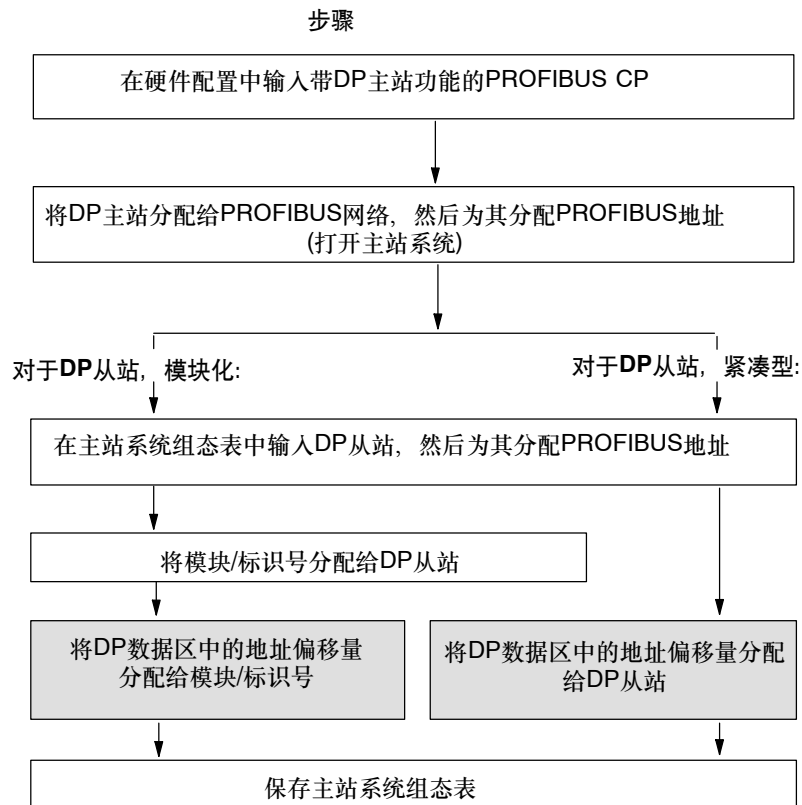 步骤
在硬件配置中输入带DP主站功能的PROFIBUS CP
将DP主站分配给PROFIBUS网络，然后为其分配PROFIBUS地址
(打开主站系统)
对于DP从站，模块化:
对于DP从站，紧凑型:
在主站系统组态表中输入DP从站，然后为其分配PROFIBUS地址
将模块/标识号分配给DP从站
将DP数据区中的地址偏移量
分配给模块/标识号
将DP数据区中的地址偏移量分配
给DP从站
保存主站系统组态表